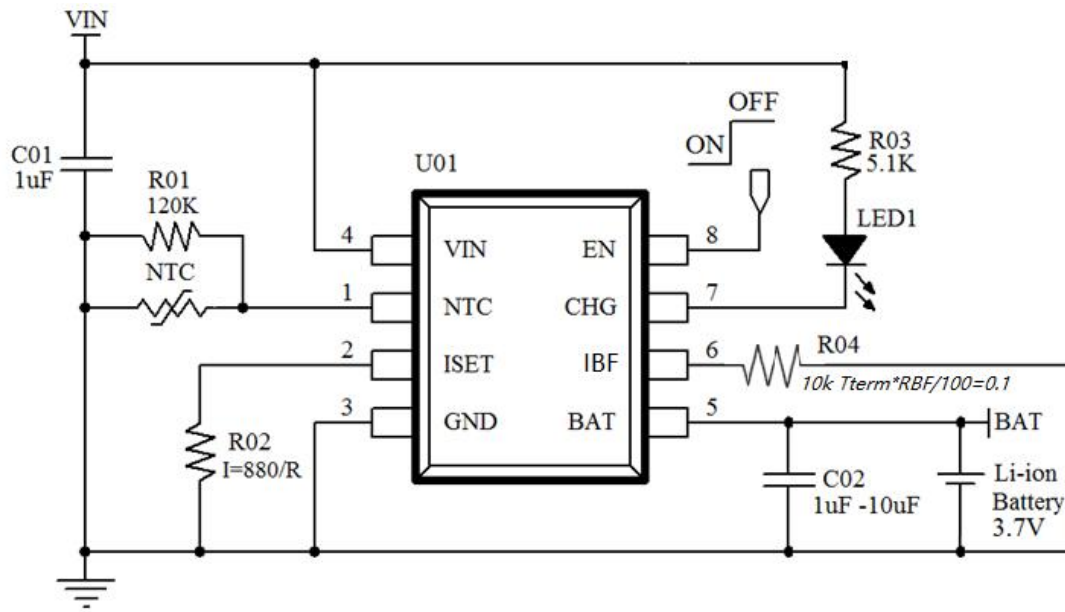 VIN
C01
1uF
R01
120K
NTC
U01
ON
OFF
R03
5.1K
LED1
4
VIN
EN
8
1
NTC
CHG
7
2
ISET
IBF
6
R04
10k Tterm*RBF/100=0.1
3
GND
BAT
5
BAT
R02
I=880/R
C02
1uF -10uF
Li-ion
Battery
3.7V